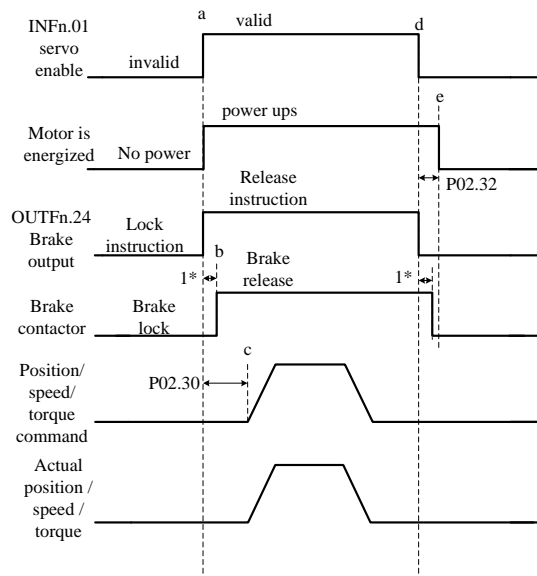 a
INFn.01
servo
enable
invalid
valid
d
e
Motor is
energized
No power
power ups
P02.32
OUTFn.24
Brake
output
Lock
instruction
Release
instruction
b
1*
1*
Brake
contactor
Brake
lock
Brake
release
c
P02.30
Position/
speed/
torque
command
Actual
position /
speed /
torque